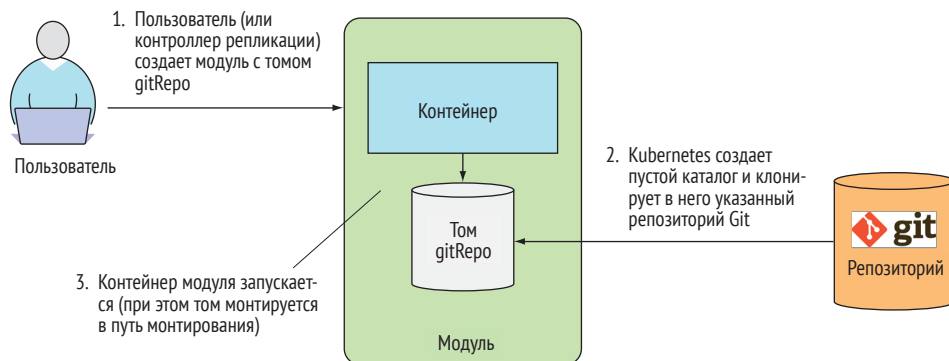 1. Пользователь (или
контроллер репликации)
создает модуль с томом
gitRepo
Пользователь
Контейнер
Том
gitRepo
Модуль
2. Kubernetes создает
пустой каталог и клони-
рует в него указанный
репозиторий Git
git
Репозиторий
3. Контейнер модуля запускает-
ся (при этом том монтируется
в путь монтирования)